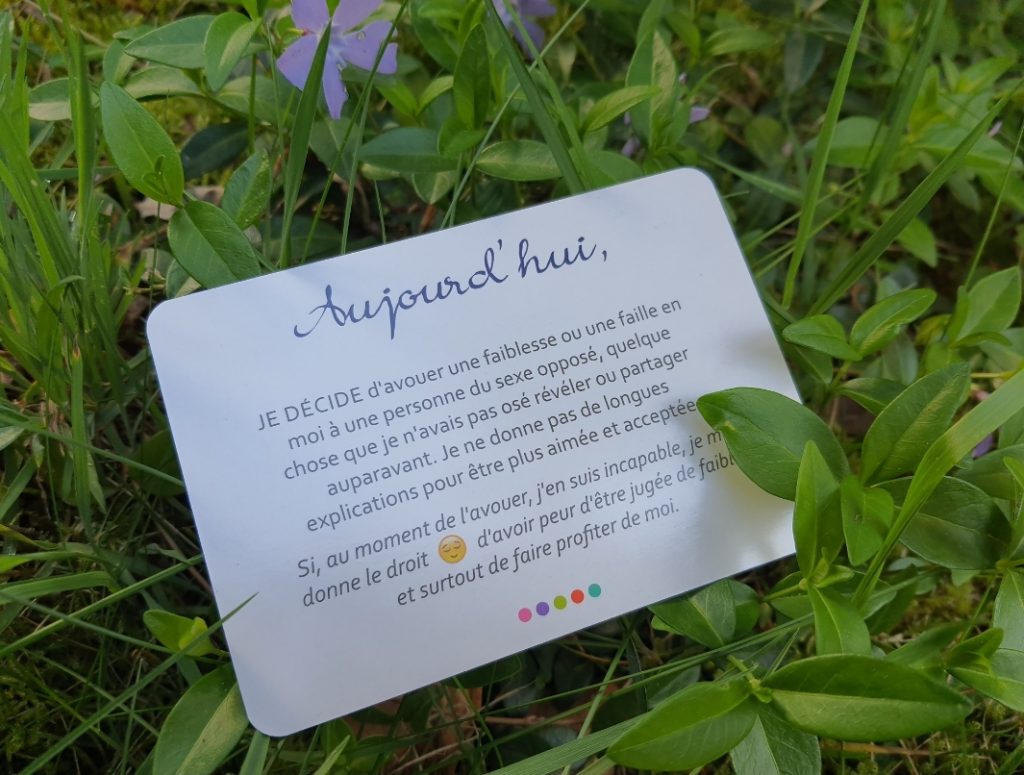 Aujourd'hui,
JE DÉCIDE d'avouer une faiblesse ou une faille en
moi à une personne du sexe opposé, quelque
chose que je n'avais pas osé révéler ou partager
auparavant. Je ne donne pas de longues
explications pour être plus aimée et acceptée
Si, au moment de l'avouer, j'en suis incapable, je
donne le droit d'avoir peur d'être jugée de
et surtout de faire profiter de moi.